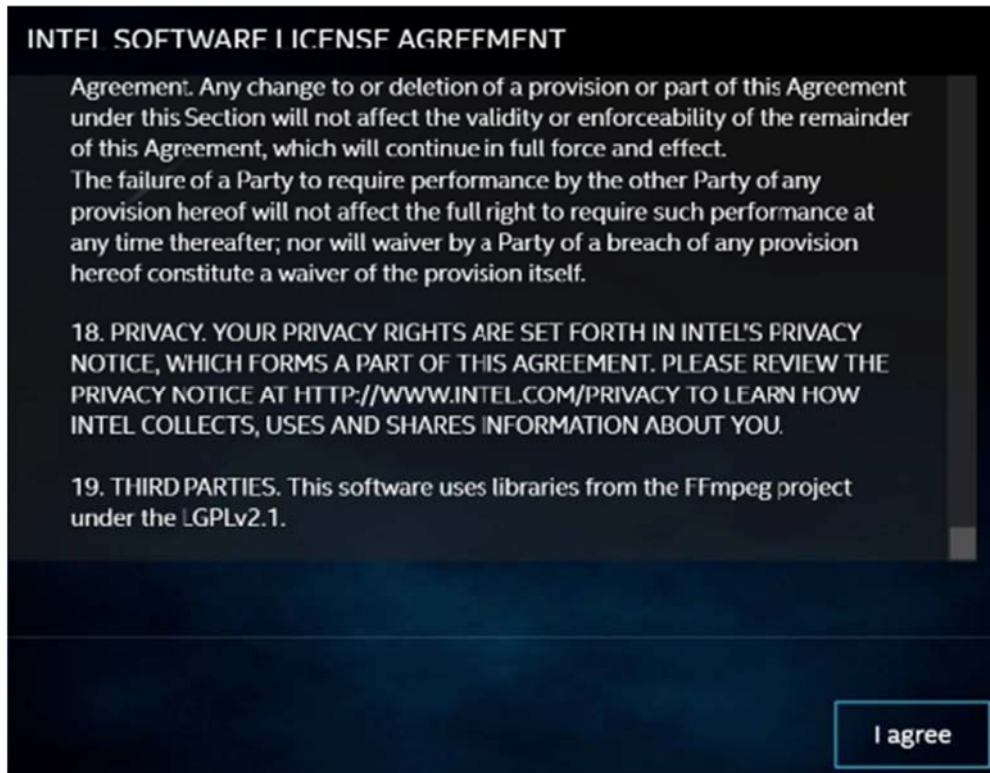 INTEL SOFTWARE LICENSE AGREEMENT
Agreement. Any change to or deletion of a provision or part of this Agreement
under this Section will not affect the validity or enforceability of the remainder
of this Agreement, which will continue in full force and effect.
The failure of a Party to require performance by the other Party of any
provision hereof will not affect the full right to require such performance at
any time thereafter; nor will waiver by a Party of a breach of any provision
hereof constitute a waiver of the provision itself.
18. PRIVACY. YOUR PRIVACY RIGHTS ARE SET FORTH IN INTEL'S PRIVACY
NOTICE, WHICH FORMS A PART OF THIS AGREEMENT. PLEASE REVIEW THE
PRIVACY NOTICE AT HTTP://WWW.INTEL.COM/PRIVACY TO LEARN HOW
INTEL COLLECTS, USES AND SHARES INFORMATION ABOUT YOU.
19. THIRD PARTIES. This software uses libraries from the FFmpeg project
under the LGPLv2.1.
I agree